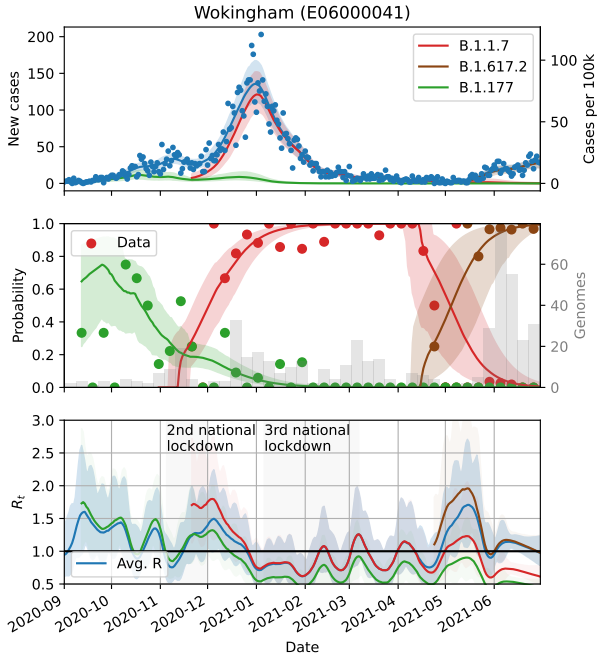 Wokingham (E06000041)
200
150
100
50
0
New cases
100
50
0
Cases per 100k
B.1.1.7
B.1.617.2
B.1.177
1.0
0.8
0.6
0.4
0.2
0.0
Probability
Data
60
40
20
0
Genomes
3.0
2.5
2.0
1.5
1.0
0.5
Rt
2nd national
lockdown
3rd national
lockdown
Avg. R
2020-09
2020-10
2020-11
2020-12
2021-01
2021-02
2021-03
2021-04
2021-05
2021-06
Date